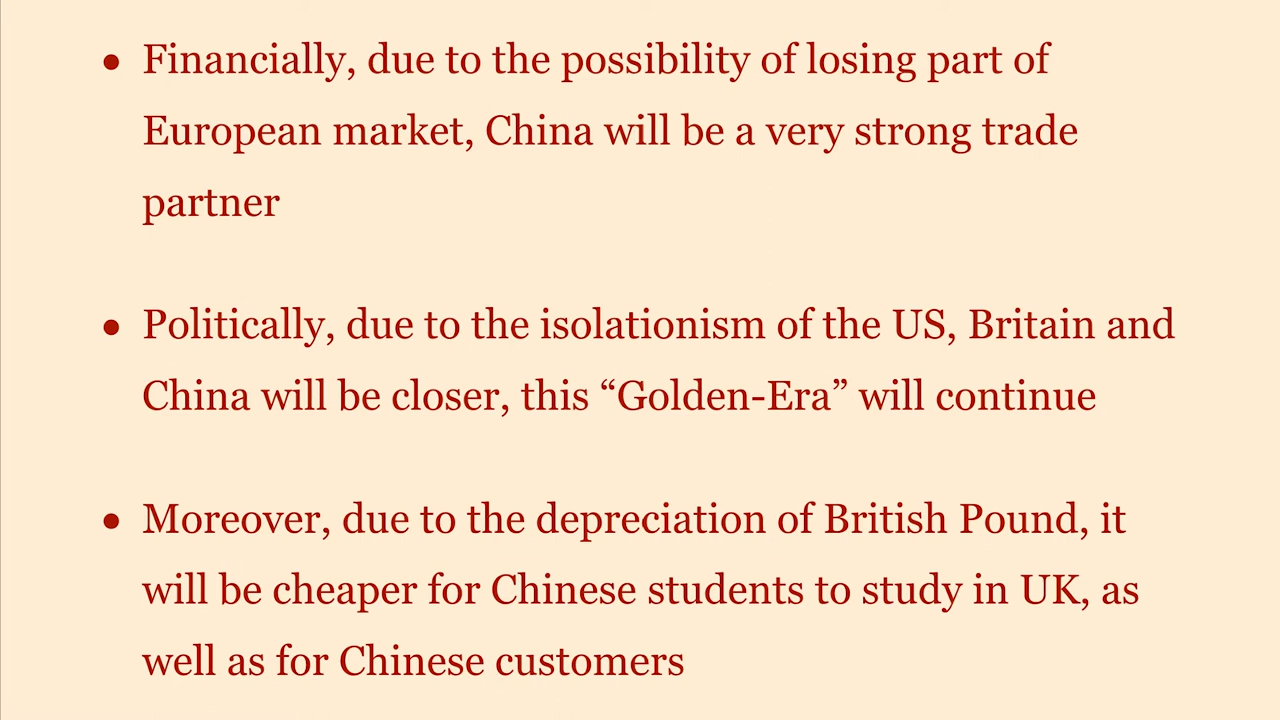 • Financially, due to the possibility of losing part of
European market, China will be a very strong trade
partner
• Politically, due to the isolationism of the US, Britain and
China will be closer, this “Golden-Era” will continue
• Moreover, due to the depreciation of British Pound, it
will be cheaper for Chinese students to study in UK, as
well as for Chinese customers